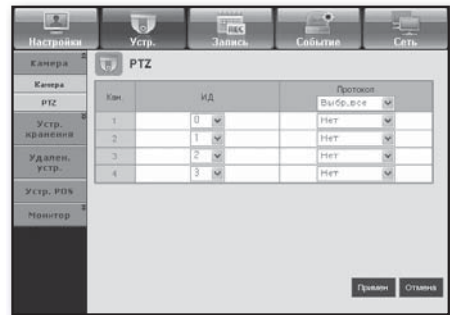 REC
Настройки Устр. Запись Событие Сеть
Камера
PTZ
Камера
PTZ
Устр. хранения
Удален. устр.
Устр. POS
Монитор
Кан. ИД Протокол
Выбр.все
1 0 Нет
2 1 Нет
3 2 Нет
4 3 Нет
Примен Отмена